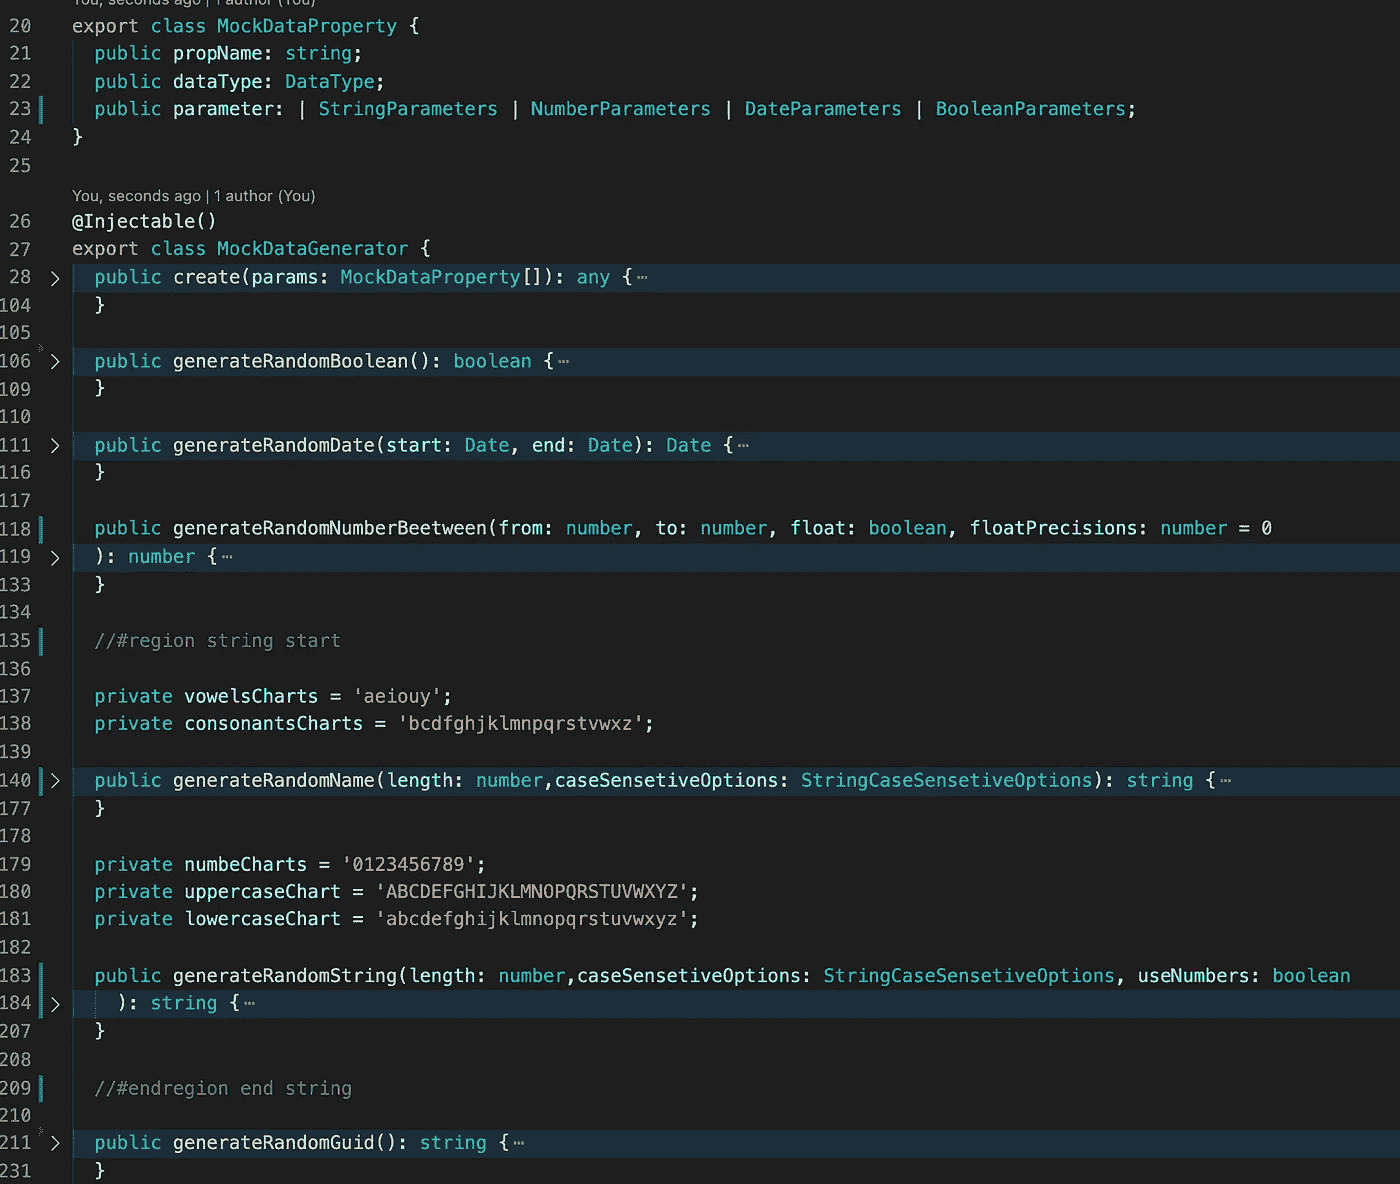 You, seconds ago | 1 author (You)
20 export class MockDataProperty {
21 public propName: string;
22 public dataType: DataType;
23 public parameter: | StringParameters | NumberParameters | DateParameters | BooleanParameters;
24 }
25
You, seconds ago | 1 author (You)
26 @Injectable()
27 export class MockDataGenerator {
28 public create(params: MockDataProperty[]): any {⋯
104 }
105
106 public generateRandomBoolean(): boolean {⋯
109 }
110
111 public generateRandomDate(start: Date, end: Date): Date {⋯
116 }
117
118 public generateRandomNumberBeetween(from: number, to: number, float: boolean, floatPrecisions: number = 0
119 ): number {⋯
133 }
134
135 //#region string start
136
137 private vowelsCharts = 'aeiouy';
138 private consonantsCharts = 'bcdfghjklmnpqrstvwxz';
139
140 public generateRandomName(length: number,caseSensetiveOptions: StringCaseSensetiveOptions): string {⋯
177 }
178
179 private numbeCharts = '0123456789';
180 private uppercaseChart = 'ABCDEFGHIJKLMNOPQRSTUVWXYZ';
181 private lowercaseChart = 'abcdefghijklmnopqrstuvwxyz';
182
183 public generateRandomString(length: number,caseSensetiveOptions: StringCaseSensetiveOptions, useNumbers: boolean
184 ): string {⋯
207 }
208
209 //#endregion end string
210
211 public generateRandomGuid(): string {⋯
231 }